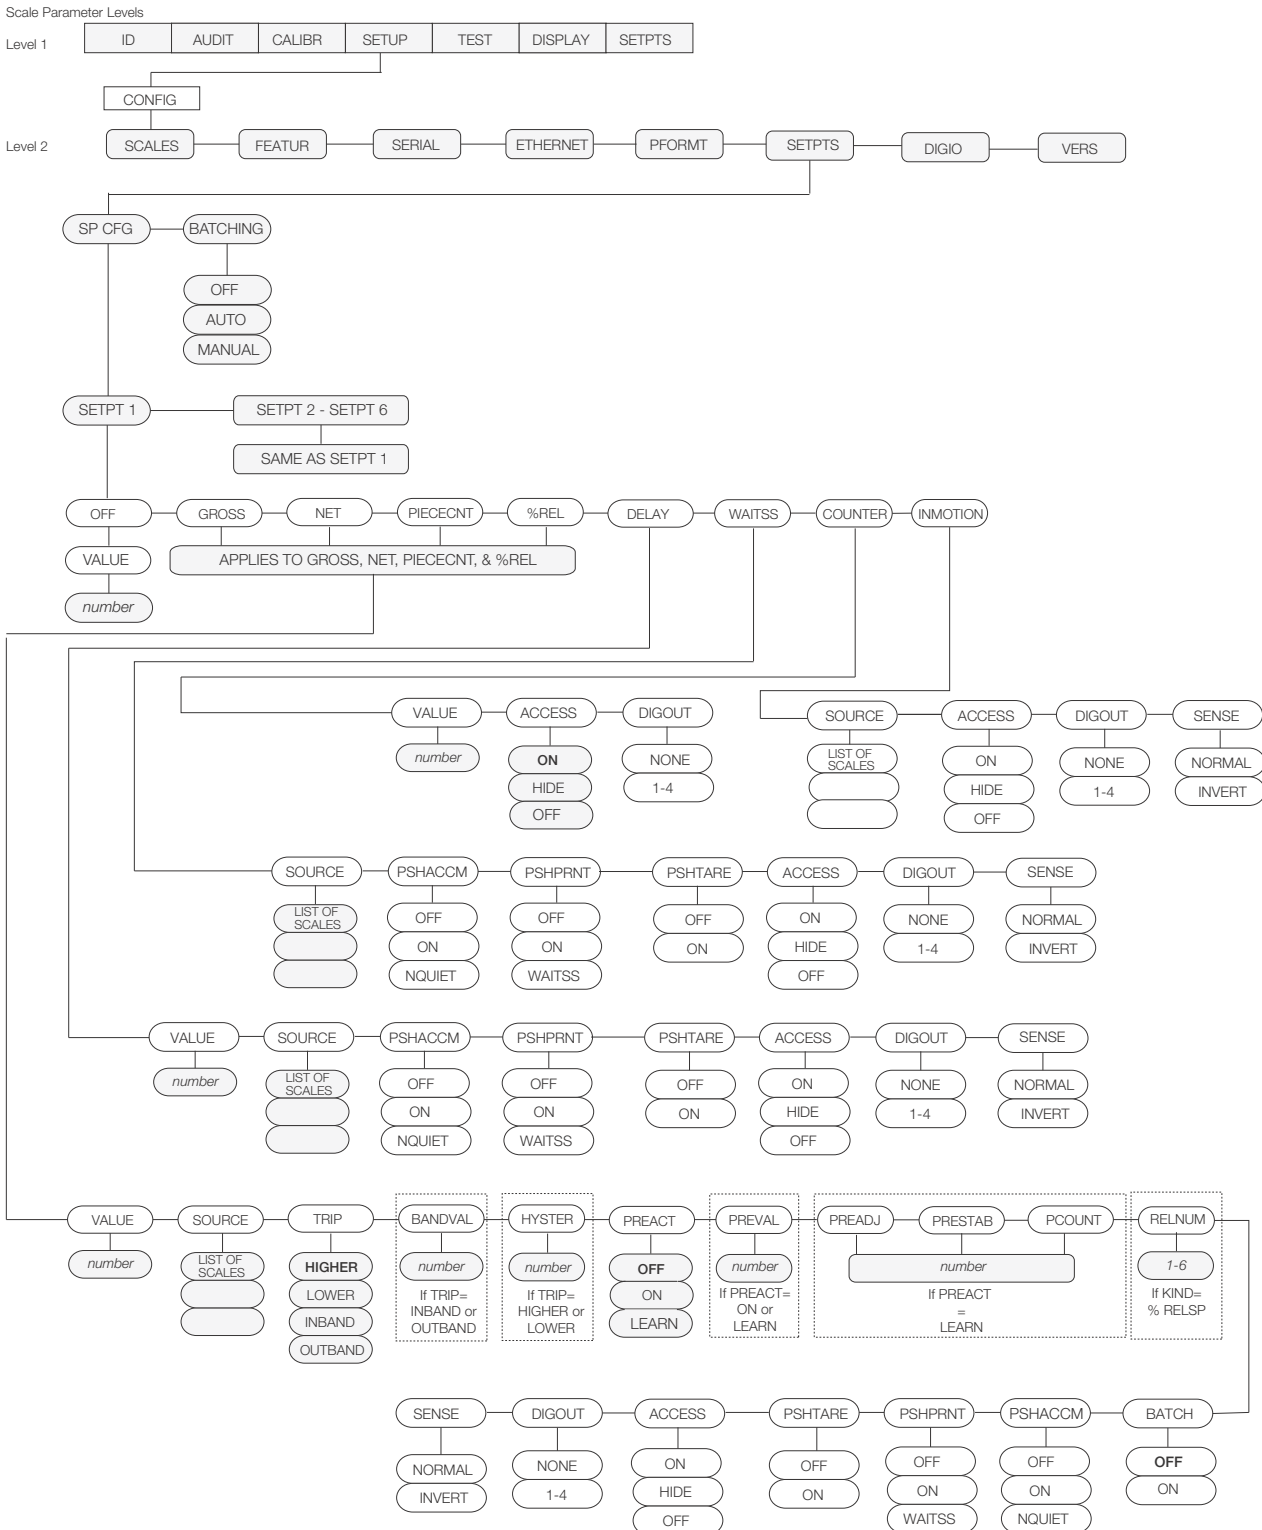 Scale Parameter Levels
Level 1
ID AUDIT CALIBR SETUP TEST DISPLAY SETPTS
CONFIG
Level 2
SCALES FEATUR SERIAL ETHERNET PFORMT SETPTS DIGIO VERS
SP CFG BATCHING
OFF
AUTO
MANUAL
SETPT 1 SETPT 2 - SETPT 6
SAME AS SETPT 1
OFF GROSS NET PIECECNT %REL DELAY WAITSS COUNTER INMOTION
VALUE APPLIES TO GROSS, NET, PIECECNT, & %REL
number
VALUE ACCESS DIGOUT
number ON NONE
HIDE 1-4
OFF
SOURCE ACCESS DIGOUT SENSE
LIST OF
SCALES
ON NONE NORMAL
HIDE 1-4 INVERT
OFF
SOURCE PSHACCM PSHPRNT PSHTARE ACCESS DIGOUT SENSE
LIST OF
SCALES
OFF OFF OFF ON NONE NORMAL
ON ON ON HIDE 1-4 INVERT
NQUIET WAITSS OFF
VALUE SOURCE PSHACCM PSHPRNT PSHTARE ACCESS DIGOUT SENSE
number
LIST OF
SCALES
OFF OFF OFF ON NONE NORMAL
ON ON ON HIDE 1-4 INVERT
NQUIET WAITSS OFF
VALUE SOURCE TRIP BANDVAL HYSTER PREACT PREVAL PREADJ PRESTAB PCOUNT RELNUM
number
LIST OF
SCALES
HIGHER
LOWER
INBAND
OUTBAND
number
If TRIP=
INBAND or
OUTBAND
number
If TRIP=
HIGHER or
LOWER
OFF
ON
LEARN
number
If PREACT=
ON or
LEARN
number
If PREACT
=
LEARN
1-6
If KIND=
% RELSP
SENSE DIGOUT ACCESS PSHTARE PSHPRNT PSHACCM BATCH
NORMAL NONE ON OFF OFF OFF OFF
INVERT 1-4 HIDE ON ON ON ON
OFF WAITSS NQUIET